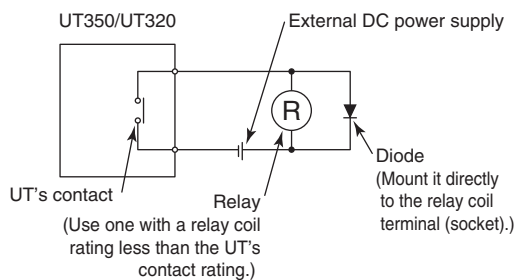 UT350/UT320
External DC power supply
R
UT's contact
Relay
(Use one with a relay coil
rating less than the UT's
contact rating.)
Diode
(Mount it directly
to the relay coil
terminal (socket).)